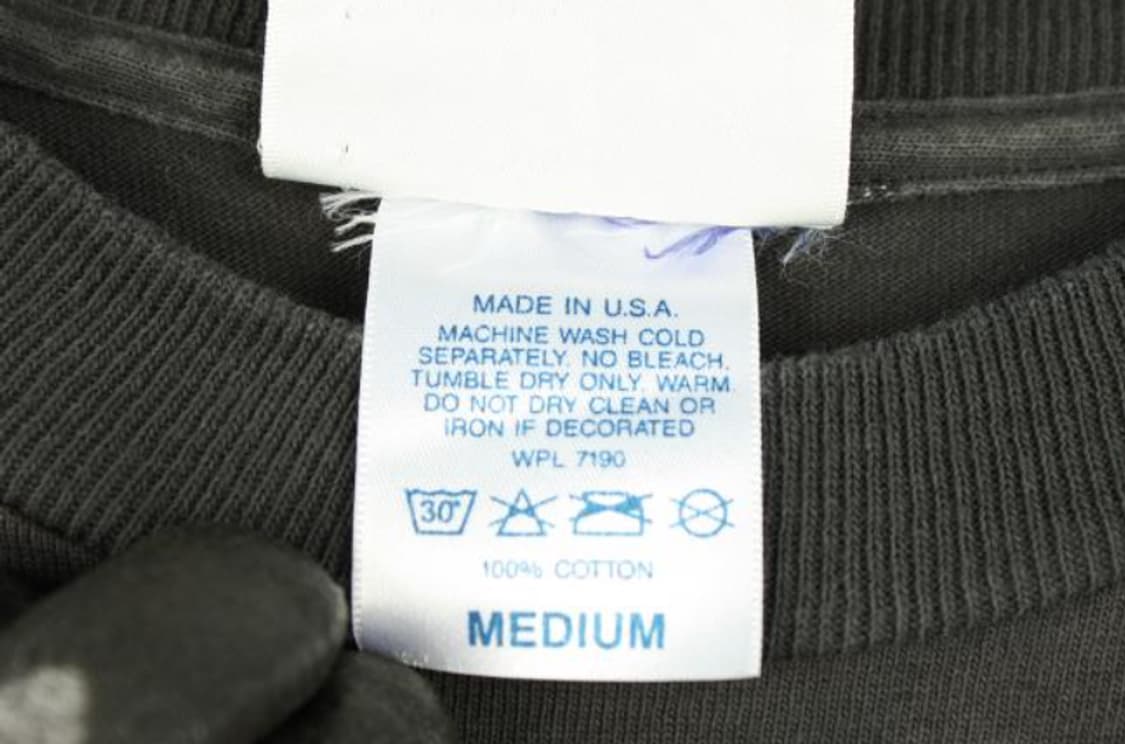 MADE IN U.S.A.
MACHINE WASH COLD
SEPARATELY. NO BLEACH.
TUMBLE DRY ONLY. WARM.
DO NOT DRY CLEAN OR
IRON IF DECORATED
WPL 7190
30°
100% COTTON
MEDIUM